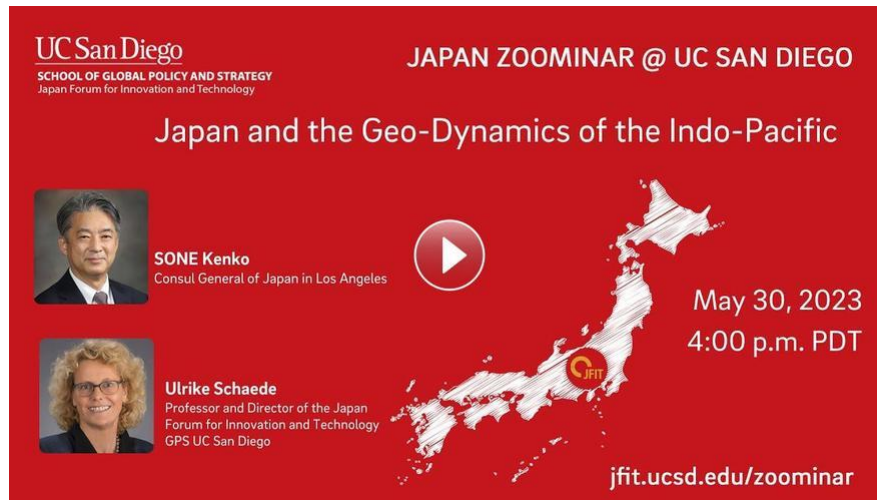 UC San Diego
SCHOOL OF GLOBAL POLICY AND STRATEGY
Japan Forum for Innovation and Technology
JAPAN ZOOMINAR @ UC SAN DIEGO
Japan and the Geo-Dynamics of the Indo-Pacific
SONE Kenko
Consul General of Japan in Los Angeles
May 30, 2023
4:00 p.m. PDT
JFIT
Ulrike Schaede
Professor and Director of the Japan
Forum for Innovation and Technology
GPS UC San Diego
jfit.ucsd.edu/zoominar